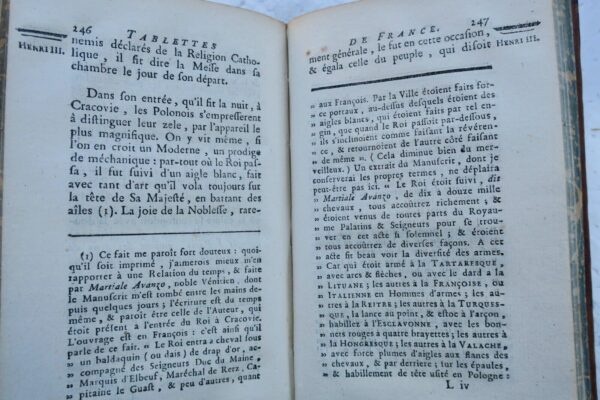 246 TABLETTES
HENRI III.
nemis déclarés de la Religion Catho-
lique, il fit dire la Messe dans sa
chambre le jour de son départ.
Dans son entrée, qu'il fit la nuit, à
Cracovie, les Polonois s'empresserent
à distinguer leur zele, par l'appareil le
plus magnifique. On y vit même, si
l'on en croit un Moderne, un prodige
de méchanique: par-tout où le Roi pas-
sa, il fut suivi d'un aigle blanc, fait
avec tant d'art qu'il vola toujours sur
la tête de Sa Majesté, en battant des
aîles (1). La joie de la Noblesse, rare-
(1) Ce fait me paroît fort douteux: quoi-
qu'il soit imprimé, j'aimerois mieux m'en
rapporter à une Relation du temps, & faite
par Martiale Avanzo, noble Vénitien, dont
le Manuscrit m'est tombé entre les mains de-
puis quelques jours; l'écriture est du temps
même, & paroît être celle de l'Auteur, qui
étoit présent à l'entrée du Roi à Cracovie.
L'ouvrage est en François: c'est ainsi qu'il
parle de ce fait. » Le Roi entra à cheval sous
» un baldaquin (ou dais) de drap d'or, ac-
» compagné des Seigneurs Duc du Maine,
» Marquis d'Elbeuf, Maréchal de Retz, Ca-
» pitaine le Guast, & peu d'autres, quant
DE FRANCE. 247
HENRI III.
ment générale, le fut en cette occasion,
& égala celle du peuple, qui disoit
» aux François. Par la Ville étoient faits for-
» ce portaux, au-dessus desquels étoient des
» aigles blancs, qui étoient faits par tel en-
» gin, que quand le Roi passoit par-dessous,
» ils s'inclinoient comme faisant la révéren-
» ce, & retournoient de l'autre côté faisant
» de même ». (Cela diminue bien du mer-
veilleux.) Un extrait du Manuscrit, dont je
conserverai les propres termes, ne déplaira
peut-être pas ici. » Le Roi étoit suivi, dit
» Martiale Avanzo, de dix à douze mille
» chevaux, tous accoutrez richement; &
» étoient venus de toutes parts du Royau-
» me Palatins & Seigneurs pour se trou-
» ver en cet acte si solemnel; & étoient
» tous accoutrez de diverses façons. A cet
» acte fit beau voir la diversité des armes.
» Car qui étoit armé à la TARTARESQUE,
» avec arcs & flèches, ou avec le dard à la
» LITUANE; les autres à la FRANÇOISE, ou
» ITALIENNE en Hommes d'armes; les au-
» tres à la REITRE; les autres à la TURQUES-
» QUE, la lance au point, & estoc à l'arçon,
» habillez à l'ESCLAVONNE, avec les bon-
» nets rouges a quatre brayettes; les autres à
» la HONGRESQUE; les autres à la VALACHE,
» avec force plumes d'aigles aux flancs des
» chevaux, & par derriere; sur les épaules,
» & habillement de tête usité en Pologne:
L iv